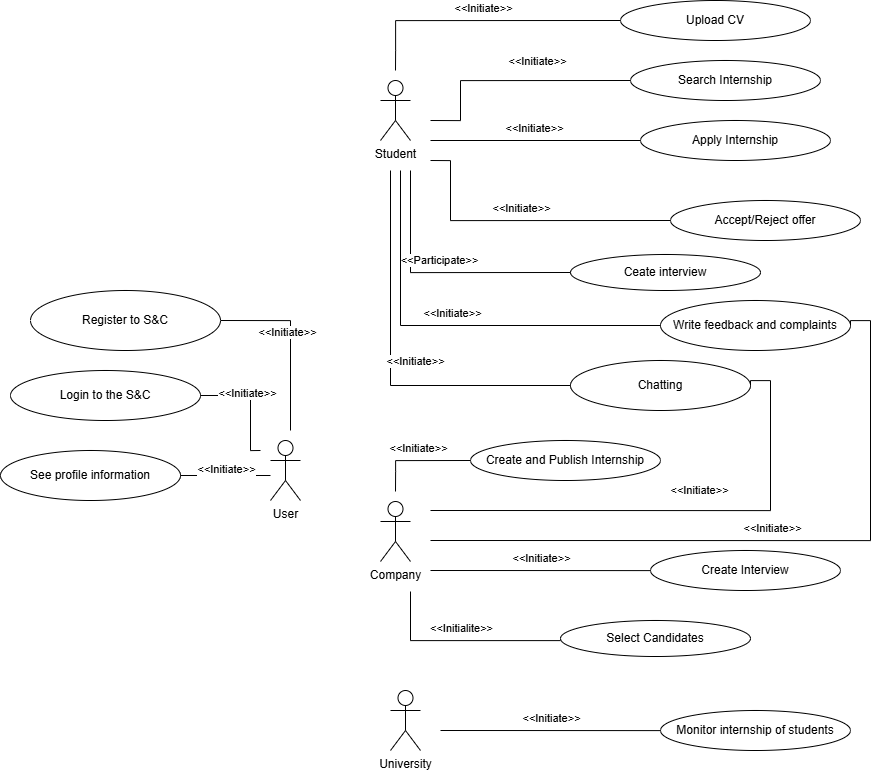 <<Initiate>>
Upload CV
<<Initiate>>
Search Internship
<<Initiate>>
Apply Internship
Student
<<Initiate>>
Accept/Reject offer
<<Participate>>
Ceate interview
<<Initiate>>
Write feedback and complaints
<<Initiate>>
Chatting
Register to S&C
<<Initiate>>
Login to the S&C
<<Initiate>>
See profile information
<<Initiate>>
User
<<Initiate>>
Create and Publish Internship
<<Initiate>>
<<Initiate>>
Company
<<Initiate>>
Create Interview
<<Initialite>>
Select Candidates
<<Initiate>>
Monitor internship of students
University